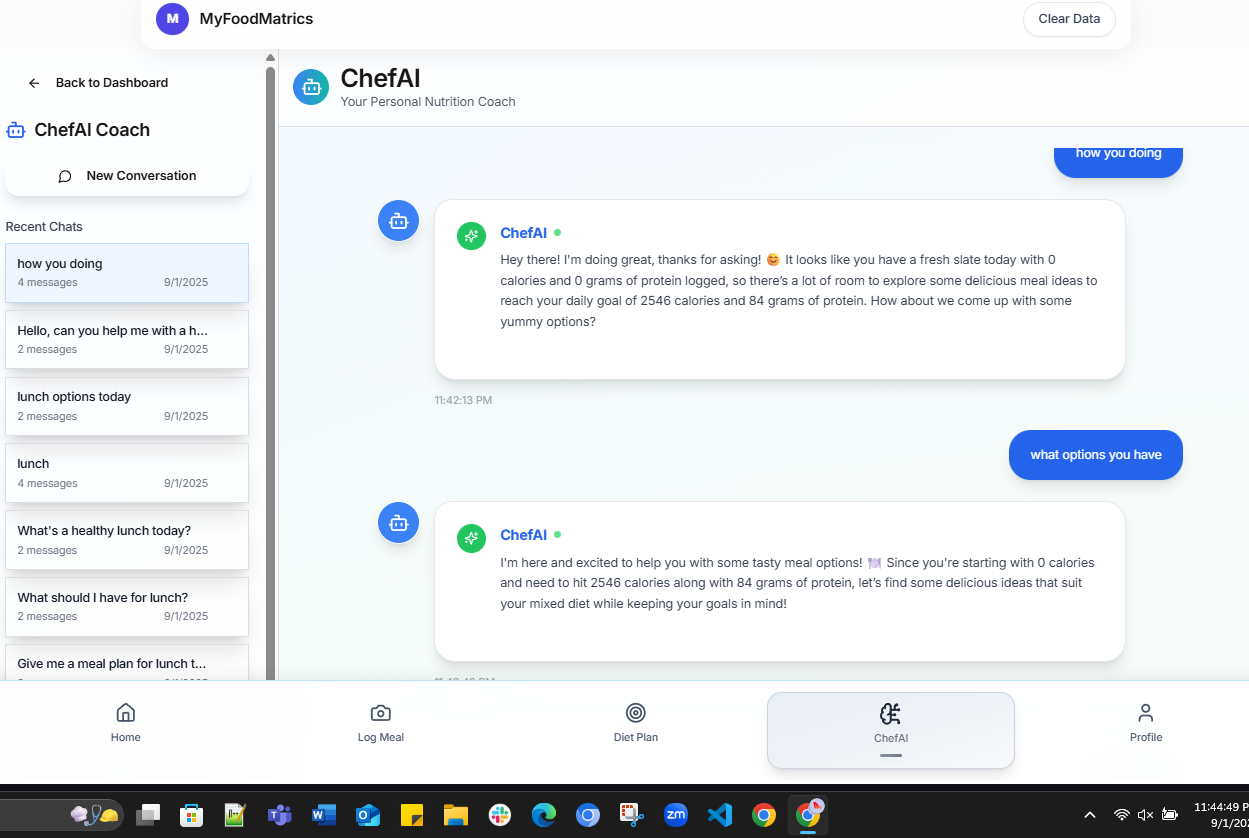 M
MyFoodMatrics
Clear Data
Back to Dashboard
ChefAI Coach
New Conversation
Recent Chats
how you doing
4 messages 9/1/2025
Hello, can you help me with a h...
2 messages 9/1/2025
lunch options today
2 messages 9/1/2025
lunch
4 messages 9/1/2025
What's a healthy lunch today?
2 messages 9/1/2025
What should I have for lunch?
2 messages 9/1/2025
Give me a meal plan for lunch t...
ChefAI
Your Personal Nutrition Coach
how you doing
ChefAI
Hey there! I'm doing great, thanks for asking! 😊 It looks like you have a fresh slate today with 0
calories and 0 grams of protein logged, so there's a lot of room to explore some delicious meal ideas to
reach your daily goal of 2546 calories and 84 grams of protein. How about we come up with some
yummy options?
11:42:13 PM
what options you have
ChefAI
I'm here and excited to help you with some tasty meal options! 🍽️ Since you're starting with 0 calories
and need to hit 2546 calories along with 84 grams of protein, let's find some delicious ideas that suit
your mixed diet while keeping your goals in mind!
Home
Log Meal
Diet Plan
ChefAI
Profile
zm
11:44:49 P
9/1/202